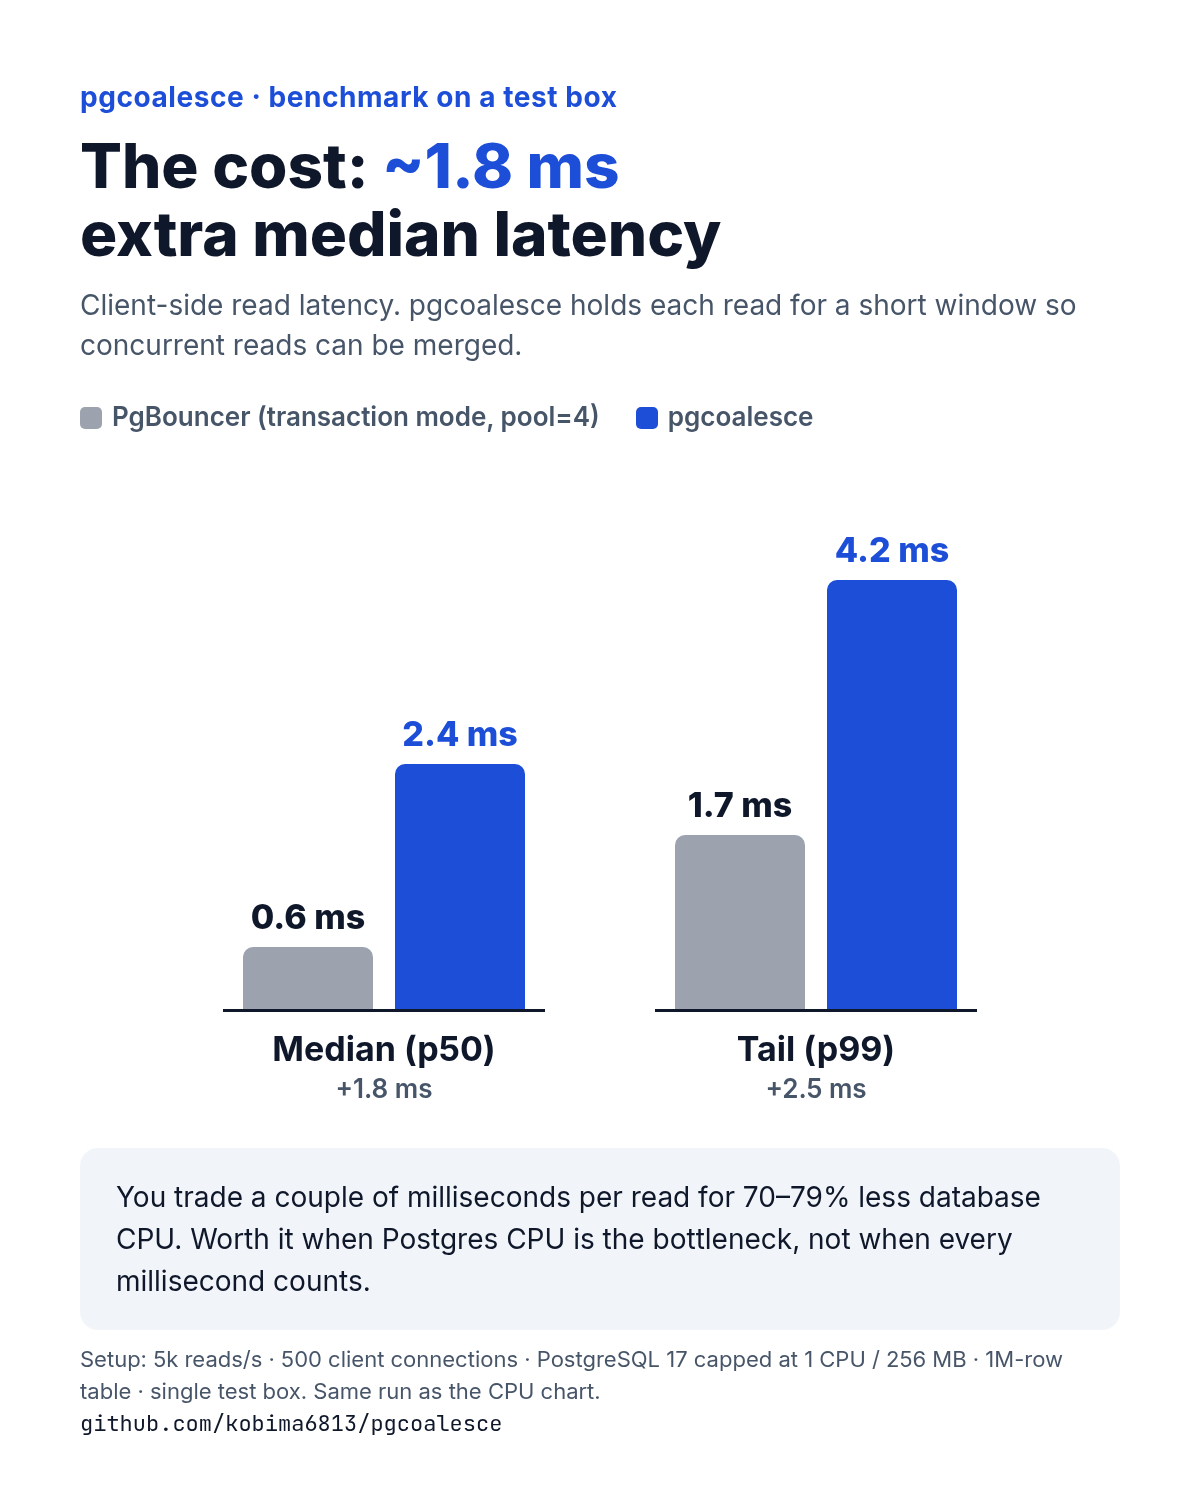 pgcoalesce · benchmark on a test box
The cost: ~1.8 ms
extra median latency
Client-side read latency. pgcoalesce holds each read for a short window so
concurrent reads can be merged.
PgBouncer (transaction mode, pool=4) pgcoalesce
4.2 ms
2.4 ms
1.7 ms
0.6 ms
Median (p50) Tail (p99)
+1.8 ms +2.5 ms
You trade a couple of milliseconds per read for 70–79% less database
CPU. Worth it when Postgres CPU is the bottleneck, not when every
millisecond counts.
Setup: 5k reads/s · 500 client connections · PostgreSQL 17 capped at 1 CPU / 256 MB · 1M-row
table · single test box. Same run as the CPU chart.
github.com/kobima6813/pgcoalesce